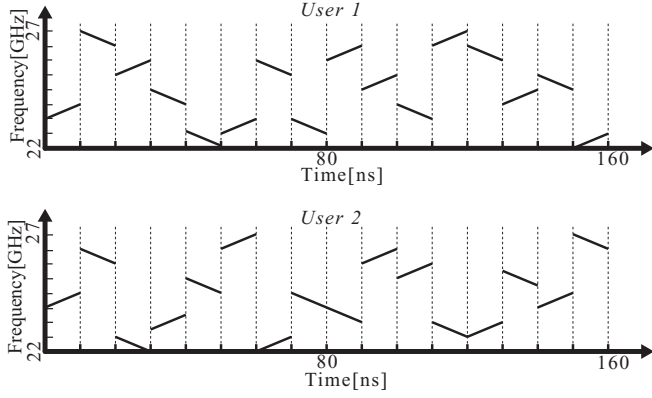 User 1
Frequency[GHz]
27
22
80
160
Time[ns]
User 2
Frequency[GHz]
27
22
80
160
Time[ns]